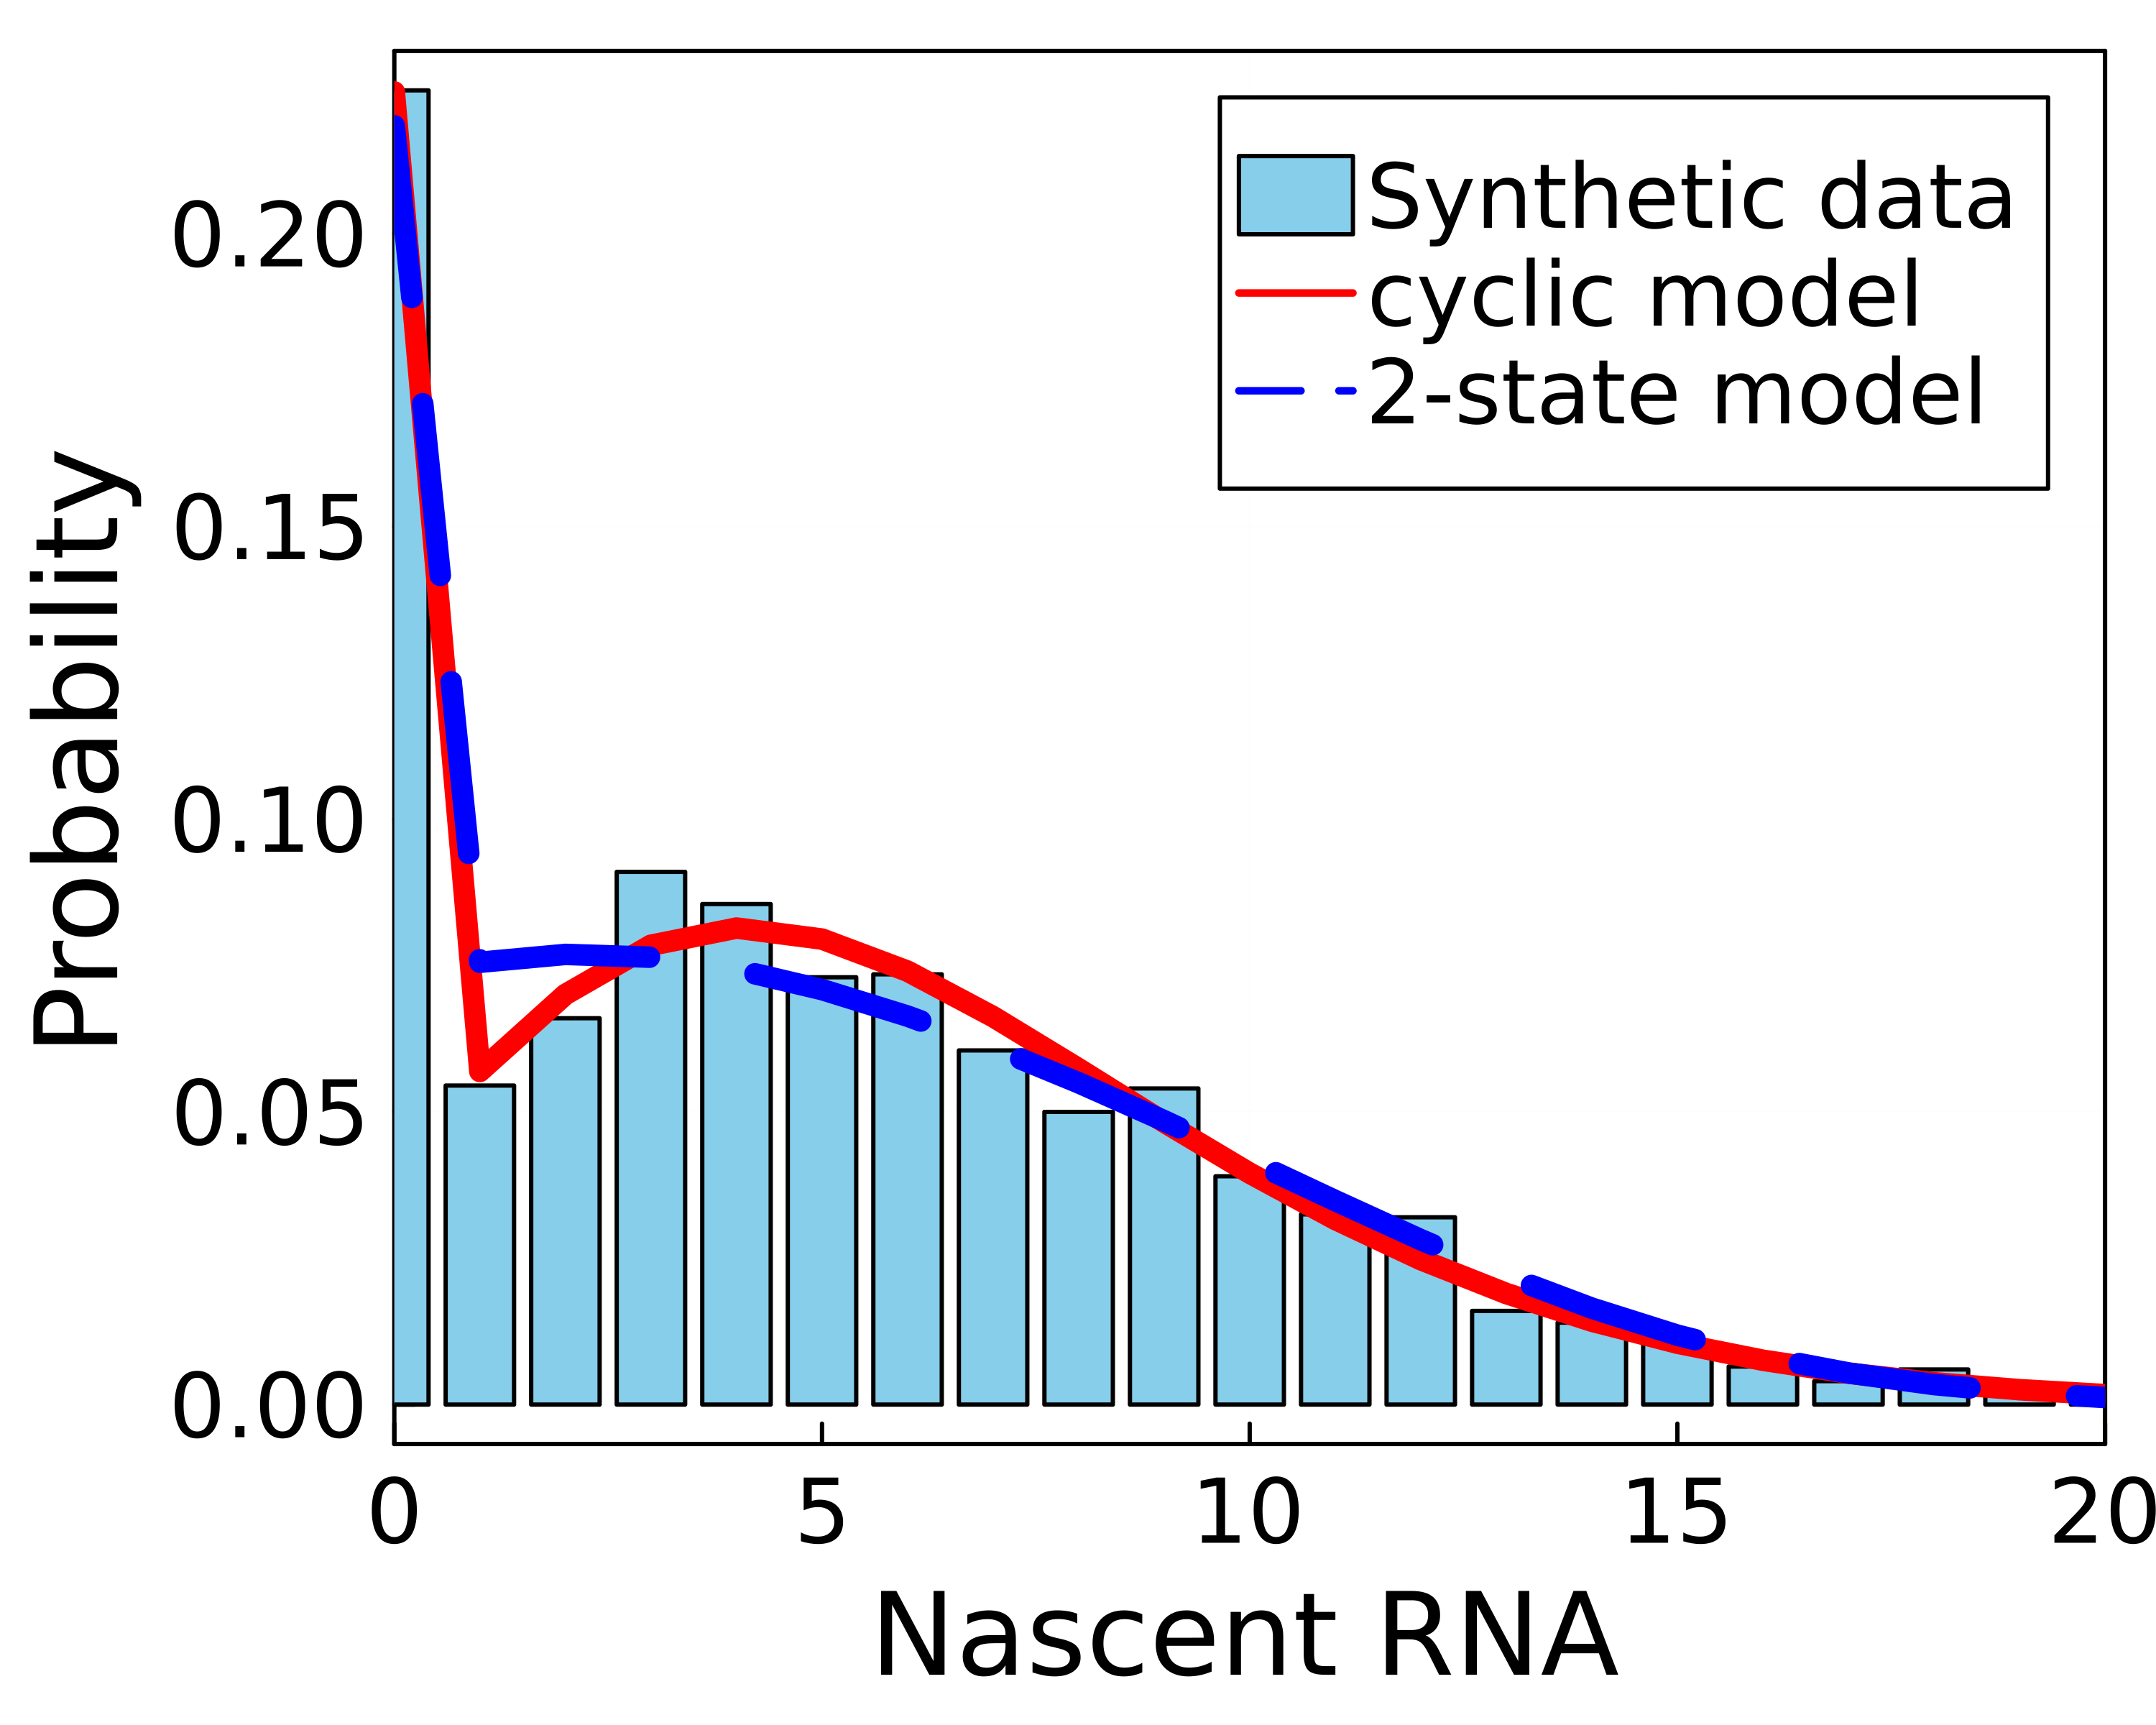 Synthetic data
cyclic model
2-state model
Probability
0.20
0.15
0.10
0.05
0.00
0 5 10 15 20
Nascent RNA